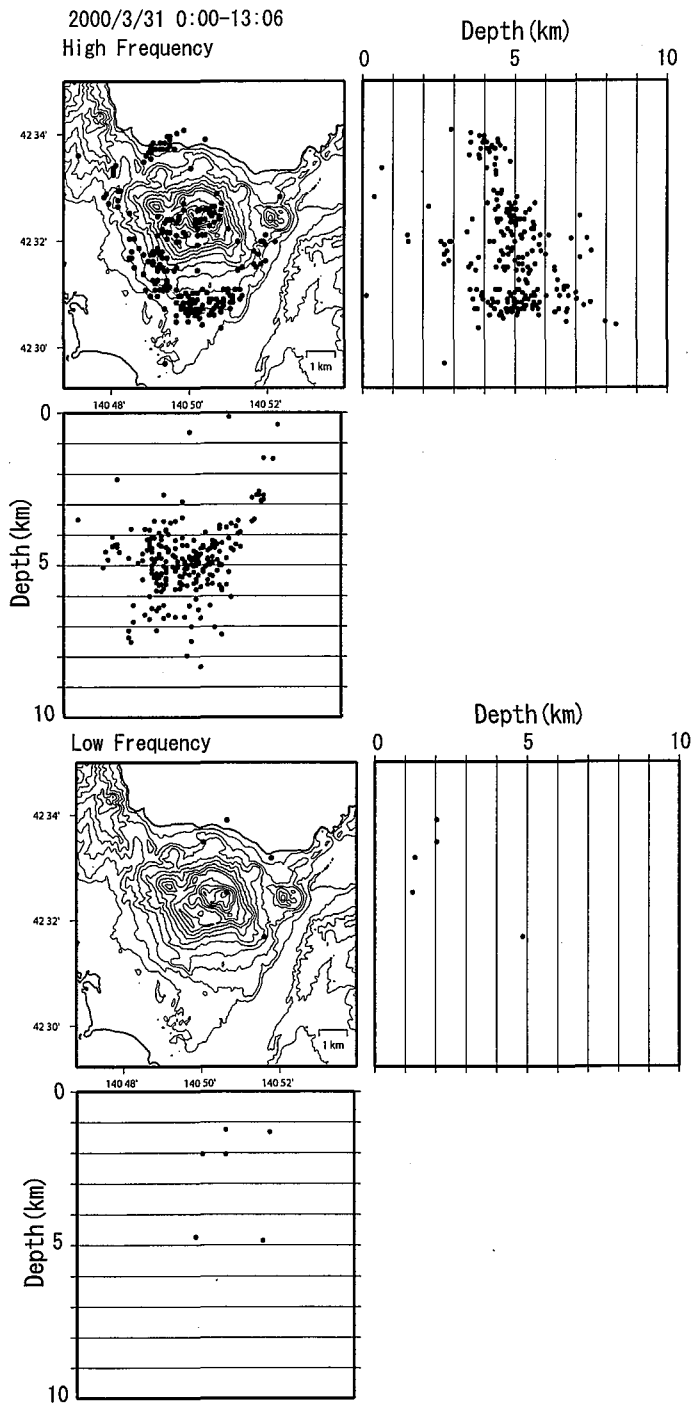 2000/3/31 0:00-13:06
High Frequency
Depth(km)
0 5 10
42 34'
42 32'
42 30'
1 km
140 48' 140 50' 140 52'
0
Depth(km)
5
10
Low Frequency
Depth(km)
0 5 10
42 34'
42 32'
42 30'
1 km
140 48' 140 50' 140 52'
0
Depth(km)
5
10